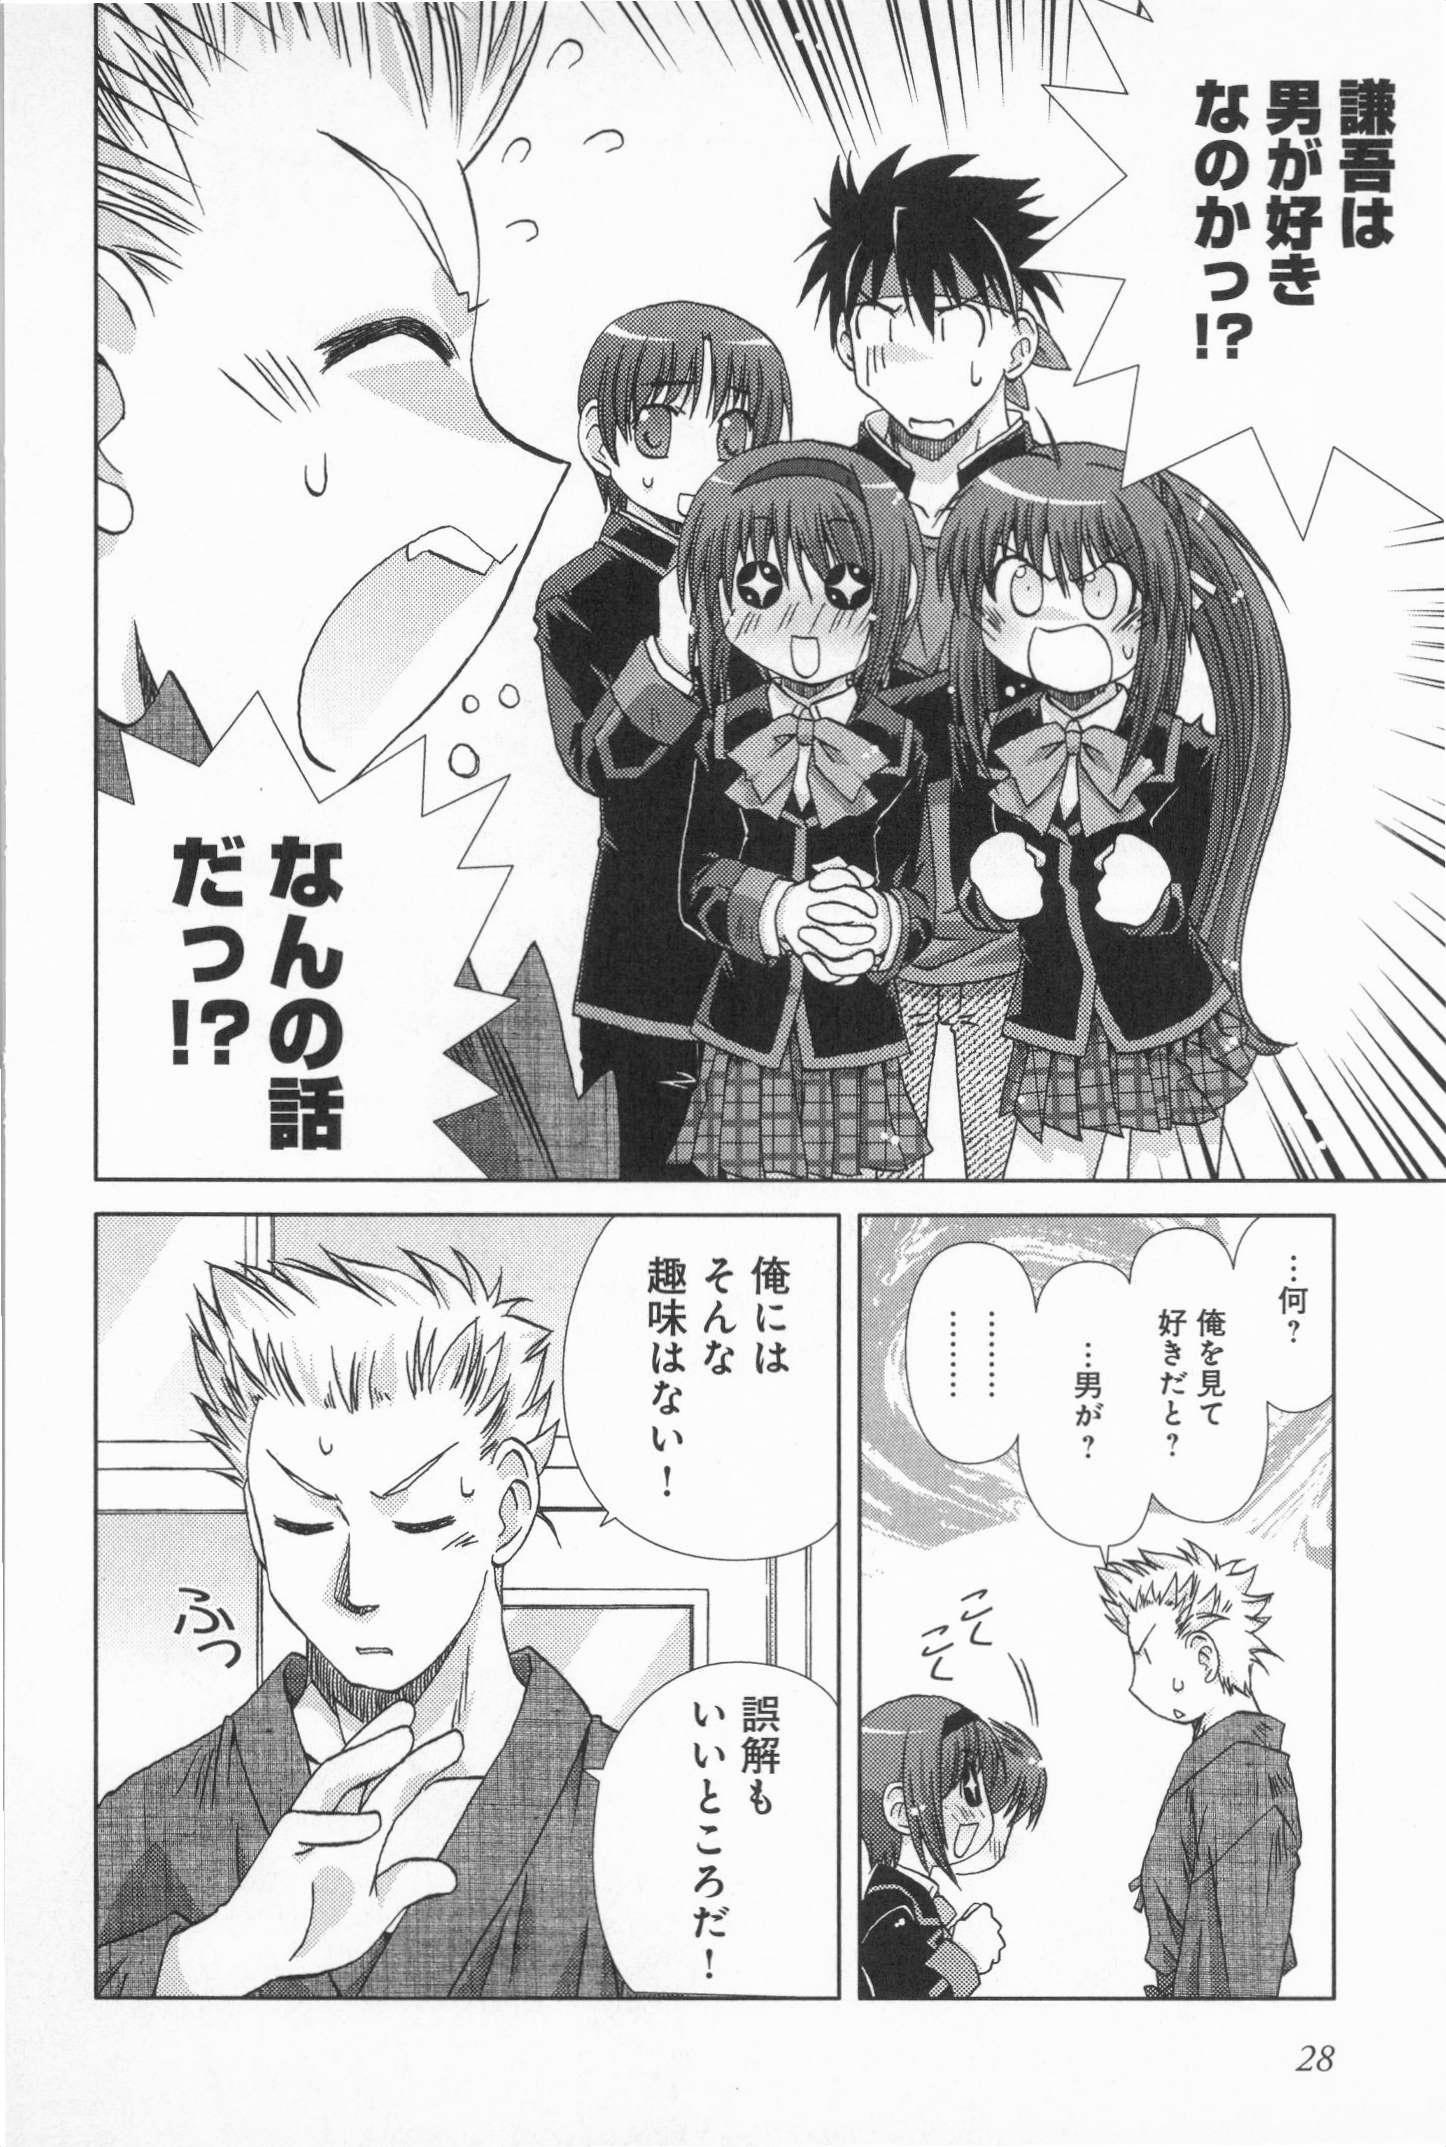 謙吾は
男が好き
なのかっ!?
なんの話
だっ!?
…何?
俺を見て
好きだと?
…男が?
………
………
こく
こく
俺には
そんな
趣味はない!
誤解も
いいところだ!
ふっ
28